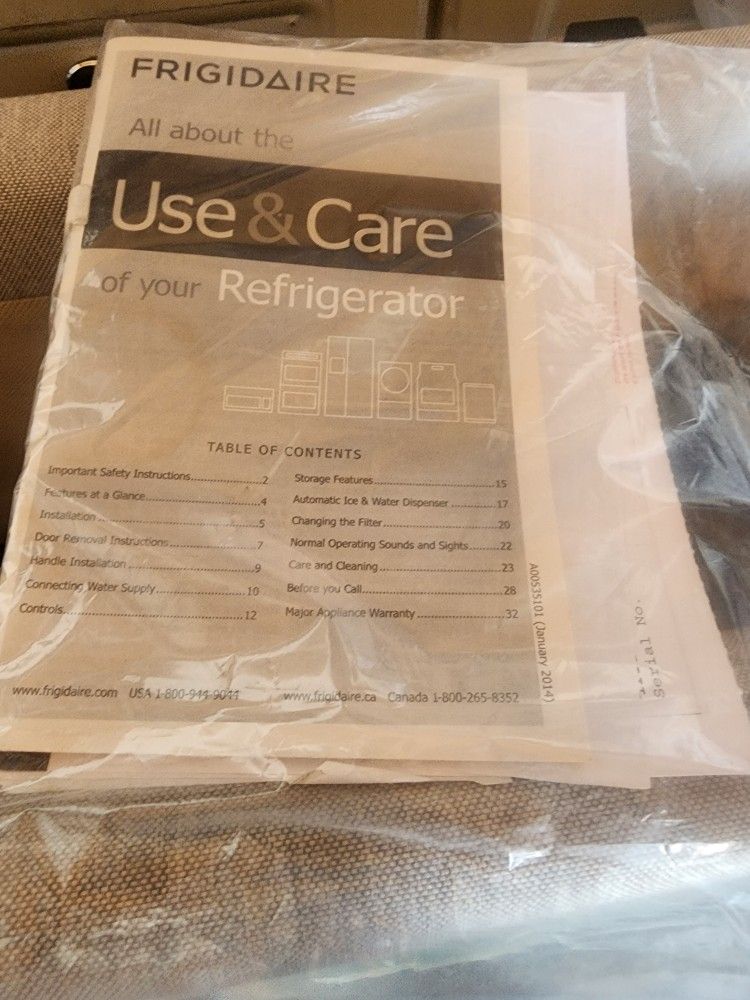 FRIGIDAIRE
All about the
Use & Care
of your Refrigerator
TABLE OF CONTENTS
Important Safety Instructions..............................2
Features at a Glance..............................4
Installation..............................5
Door Removal Instructions..............................7
Handle Installation..............................9
Connecting Water Supply..............................10
Controls..............................12
Storage Features..............................15
Automatic Ice & Water Dispenser..............................17
Changing the Filter..............................20
Normal Operating Sounds and Sights..............................22
Care and Cleaning..............................23
Before you Call..............................28
Major Appliance Warranty..............................32
www.frigidaire.com USA 1-800-944-9044
www.frigidaire.ca Canada 1-800-265-8352
A00535101 (January 2014)
Serial No.